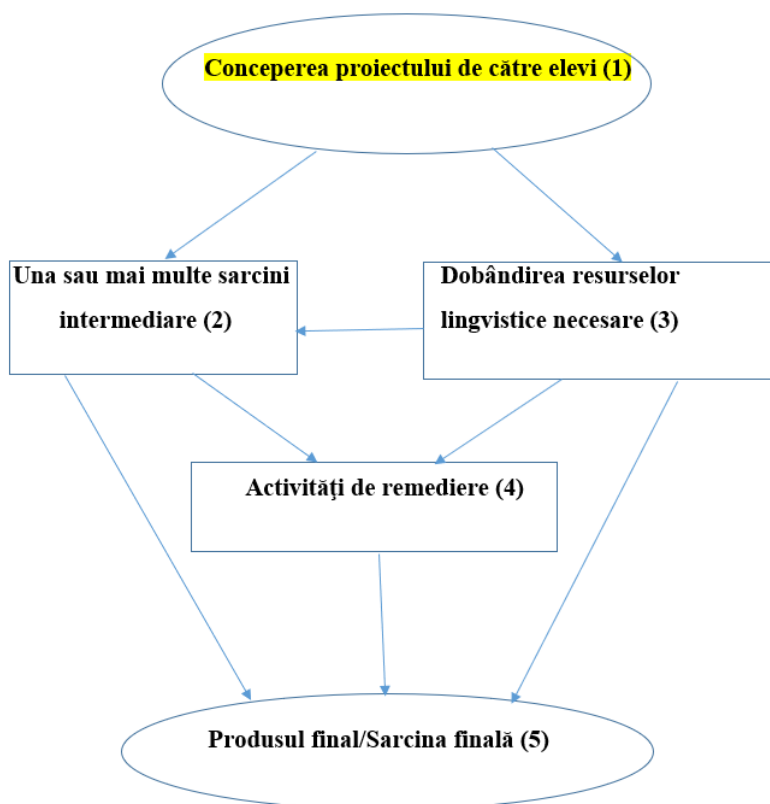 Conceperea proiectului de către elevi (1)
Una sau mai multe sarcini
intermediare (2)
Dobândirea resurselor
lingvistice necesare (3)
Activităţi de remediere (4)
Produsul final/Sarcina finală (5)